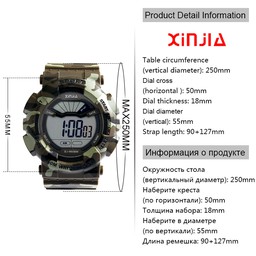 Product Detail Information
XINJIA
Table circumference
(vertical diameter): 250mm
Dial cross
(horizontal ): 50mm
Dial thickness: 18mm
Dial diameter
(vertical): 55mm
Strap length: 90+127mm
Информация о продукте
Окружность стола
(вертикальный диаметр): 250mm
Наберите креста
(по горизонтали): 50mm
Толщина набора: 18mm
Наберите в диаметре
(по вертикали): 55mm
Длина ремешка: 90+127mm
55MM
MAX250MM
1:08